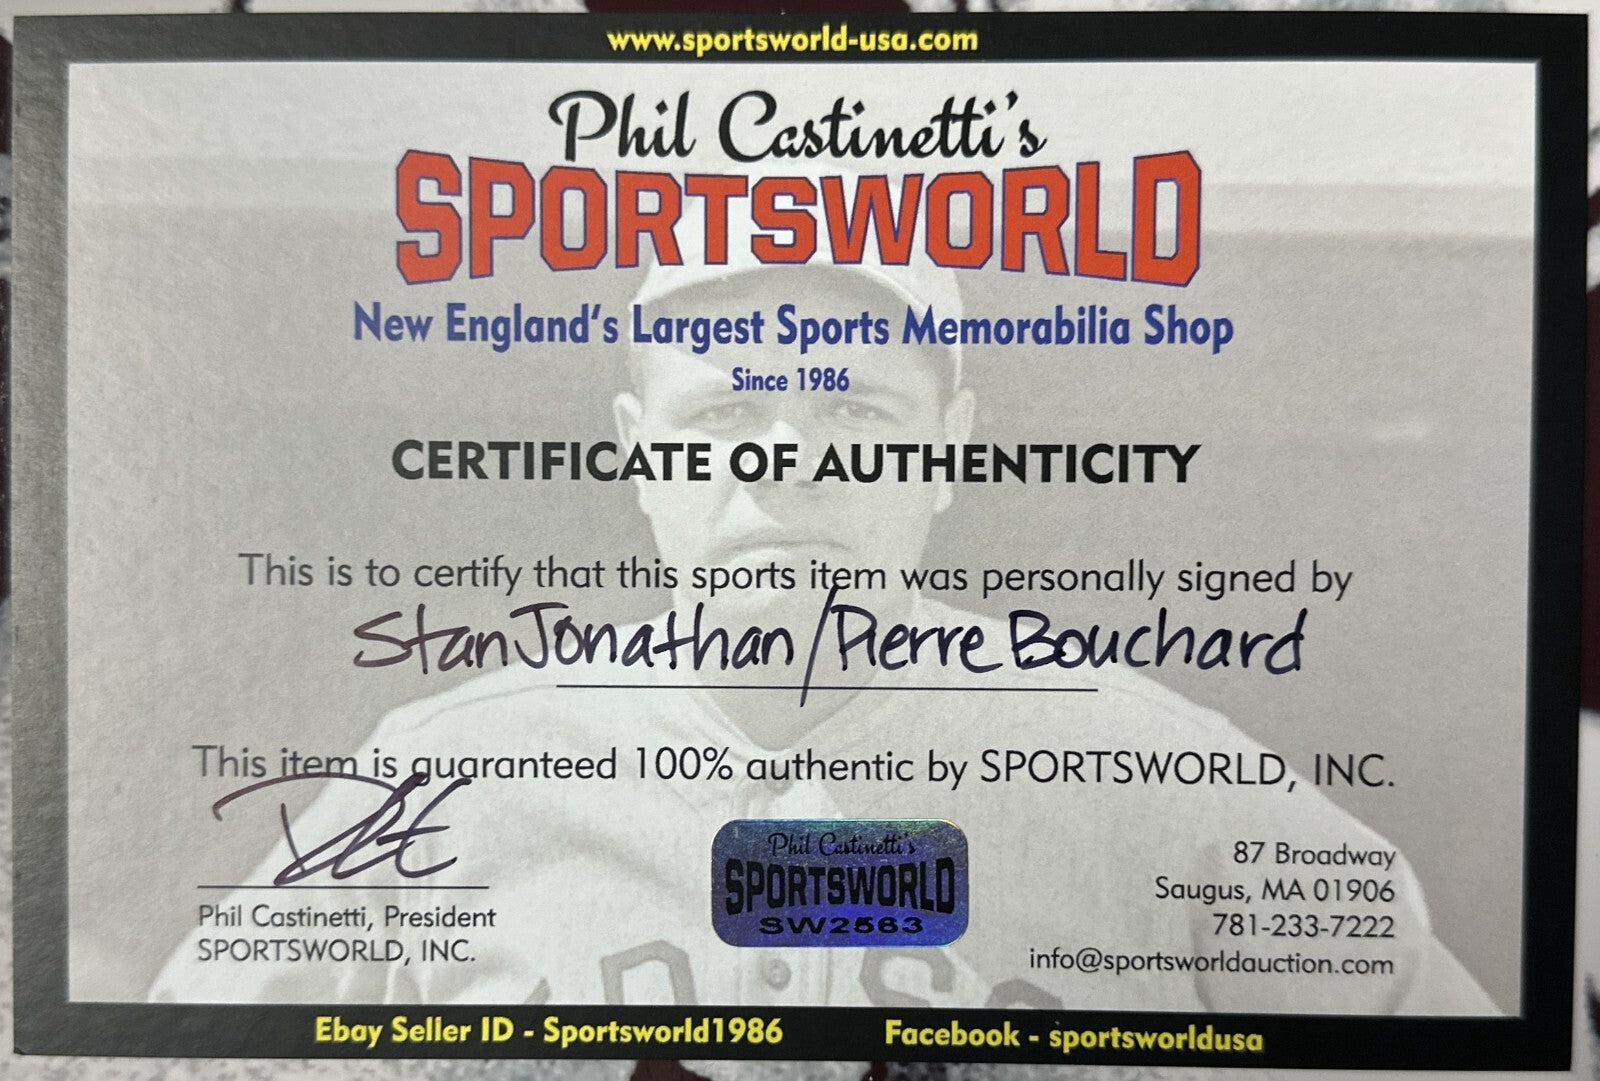 www.sportsworld-usa.com
Phil Castinetti's
SPORTSWORLD
New England's Largest Sports Memorabilia Shop
Since 1986
CERTIFICATE OF AUTHENTICITY
This is to certify that this sports item was personally signed by
Stan Jonathan/Pierre Bouchard
This item is guaranteed 100% authentic by SPORTSWORLD, INC.
Phil Castinetti, President
SPORTSWORLD, INC.
Phil Castinetti's
SPORTSWORLD
SW2563
87 Broadway
Saugus, MA 01906
781-233-7222
info@sportsworldauction.com
Ebay Seller ID - Sportsworld1986
Facebook - sportsworldusa